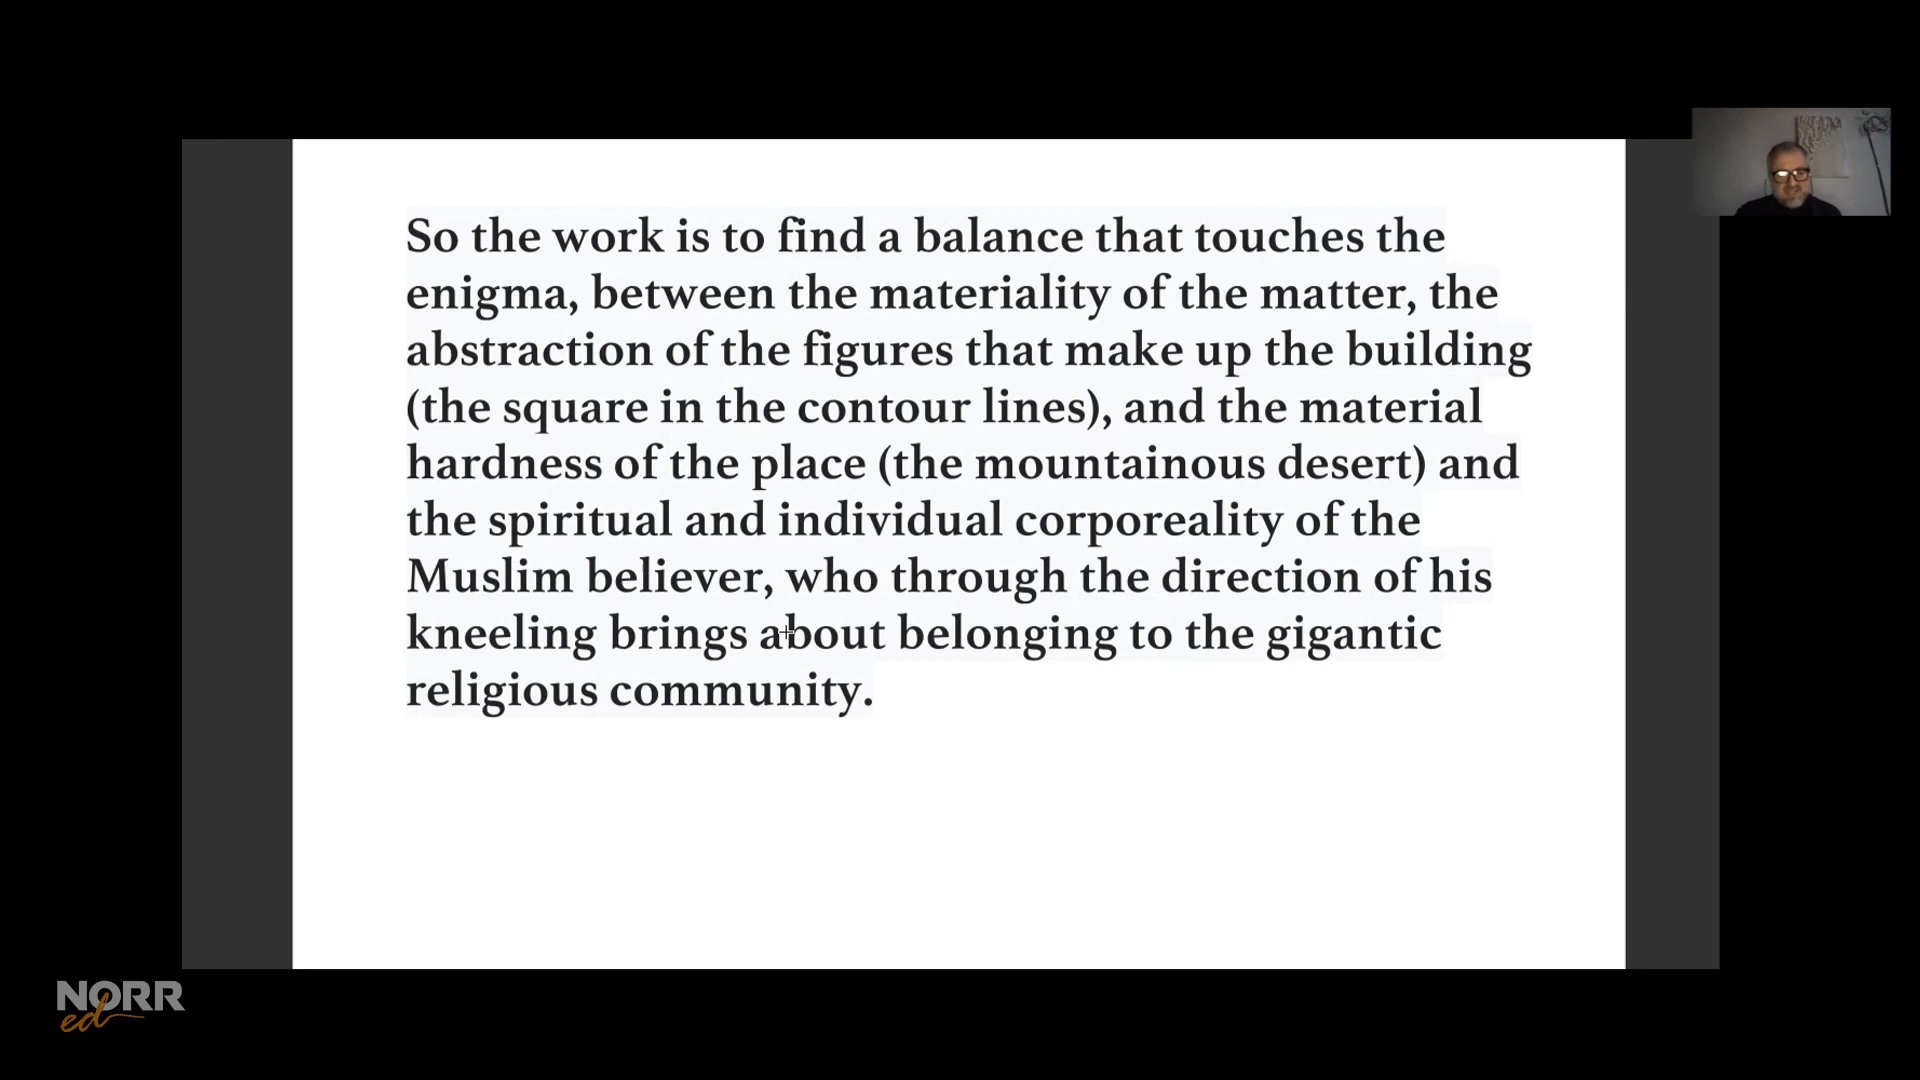 So the work is to find a balance that touches the
enigma, between the materiality of the matter, the
abstraction of the figures that make up the building
(the square in the contour lines), and the material
hardness of the place (the mountainous desert) and
the spiritual and individual corporeality of the
Muslim believer, who through the direction of his
kneeling brings about belonging to the gigantic
religious community.
NORR
ed